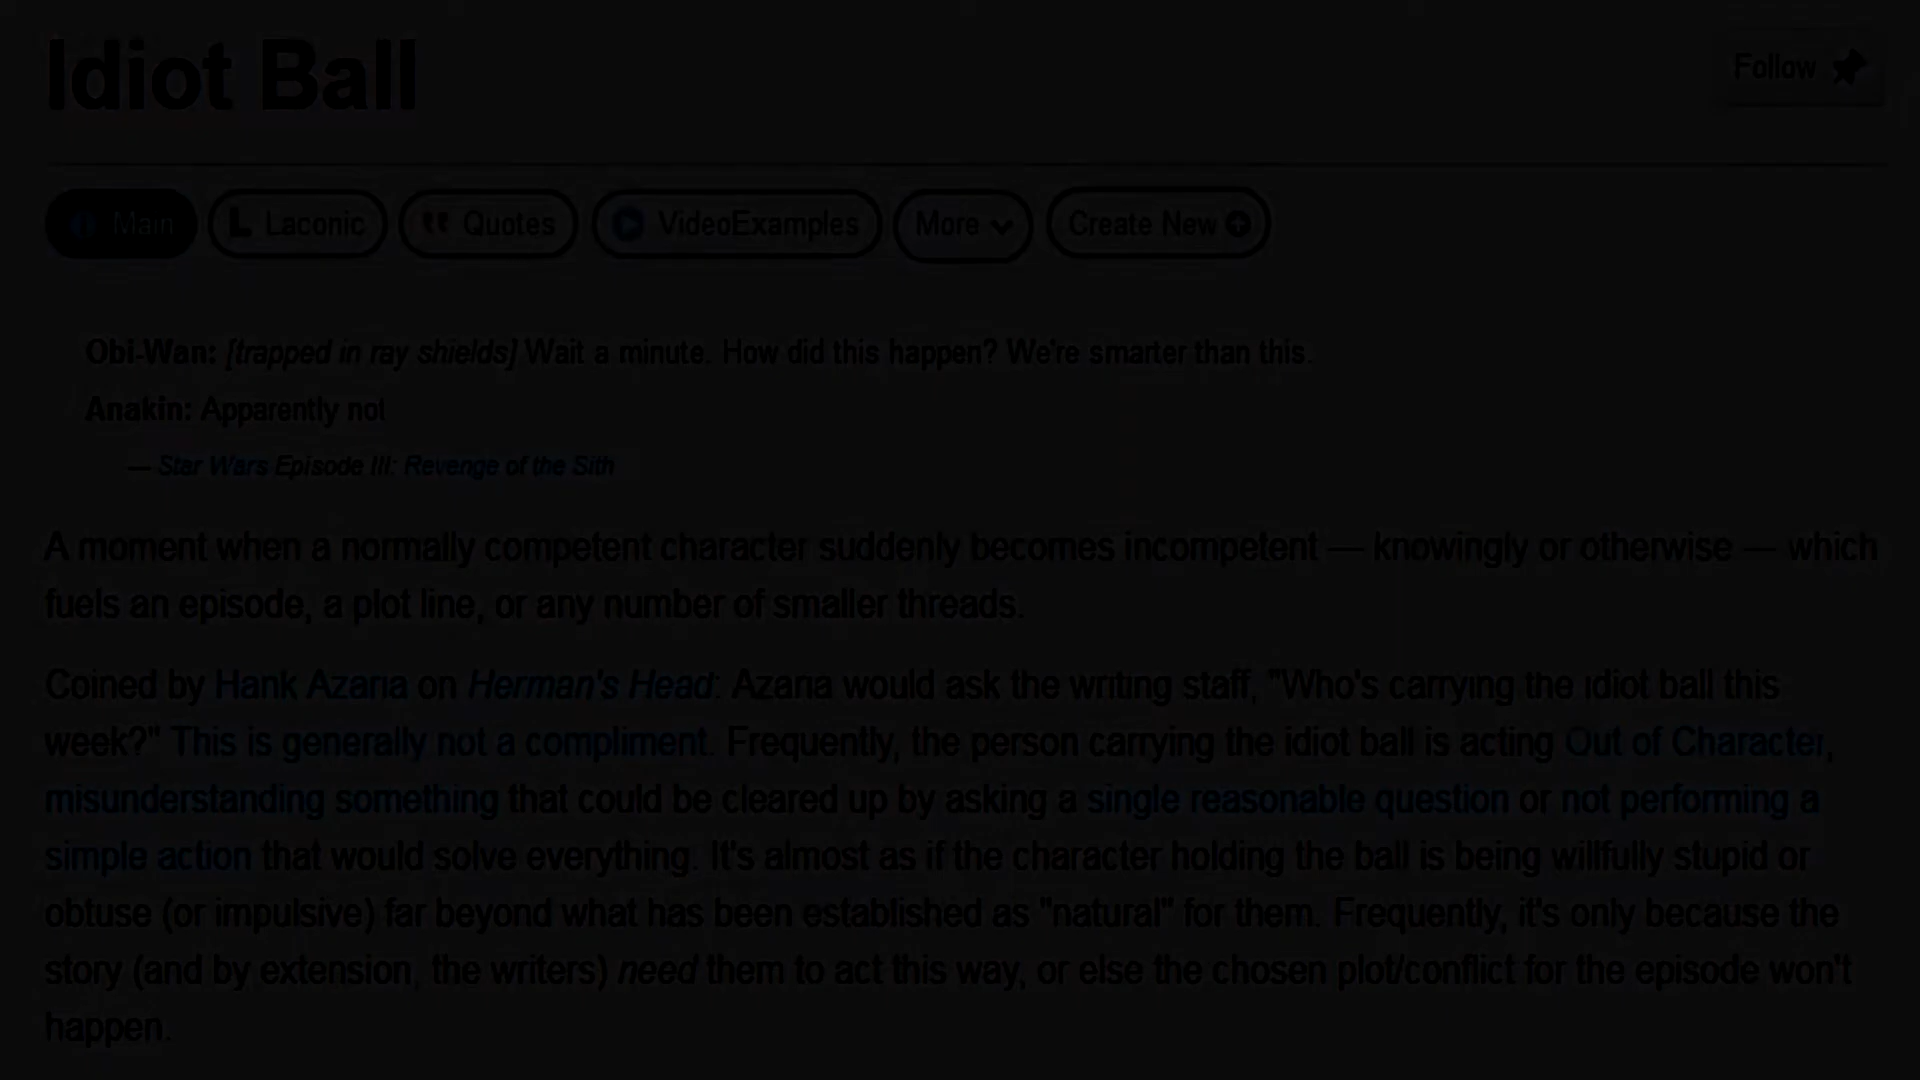 Idiot Ball
Follow
Main Laconic Quotes VideoExamples More Create New
Obi-Wan: [trapped in ray shields] Wait a minute. How did this happen? We're smarter than this.
Anakin: Apparently not
— Star Wars Episode III: Revenge of the Sith
A moment when a normally competent character suddenly becomes incompetent — knowingly or otherwise — which
fuels an episode, a plot line, or any number of smaller threads.
Coined by Hank Azaria on Herman's Head: Azaria would ask the writing staff, "Who's carrying the idiot ball this
week?" This is generally not a compliment. Frequently, the person carrying the idiot ball is acting Out of Character,
misunderstanding something that could be cleared up by asking a single reasonable question or not performing a
simple action that would solve everything. It's almost as if the character holding the ball is being willfully stupid or
obtuse (or impulsive) far beyond what has been established as "natural" for them. Frequently, it's only because the
story (and by extension, the writers) need them to act this way, or else the chosen plot/conflict for the episode won't
happen.